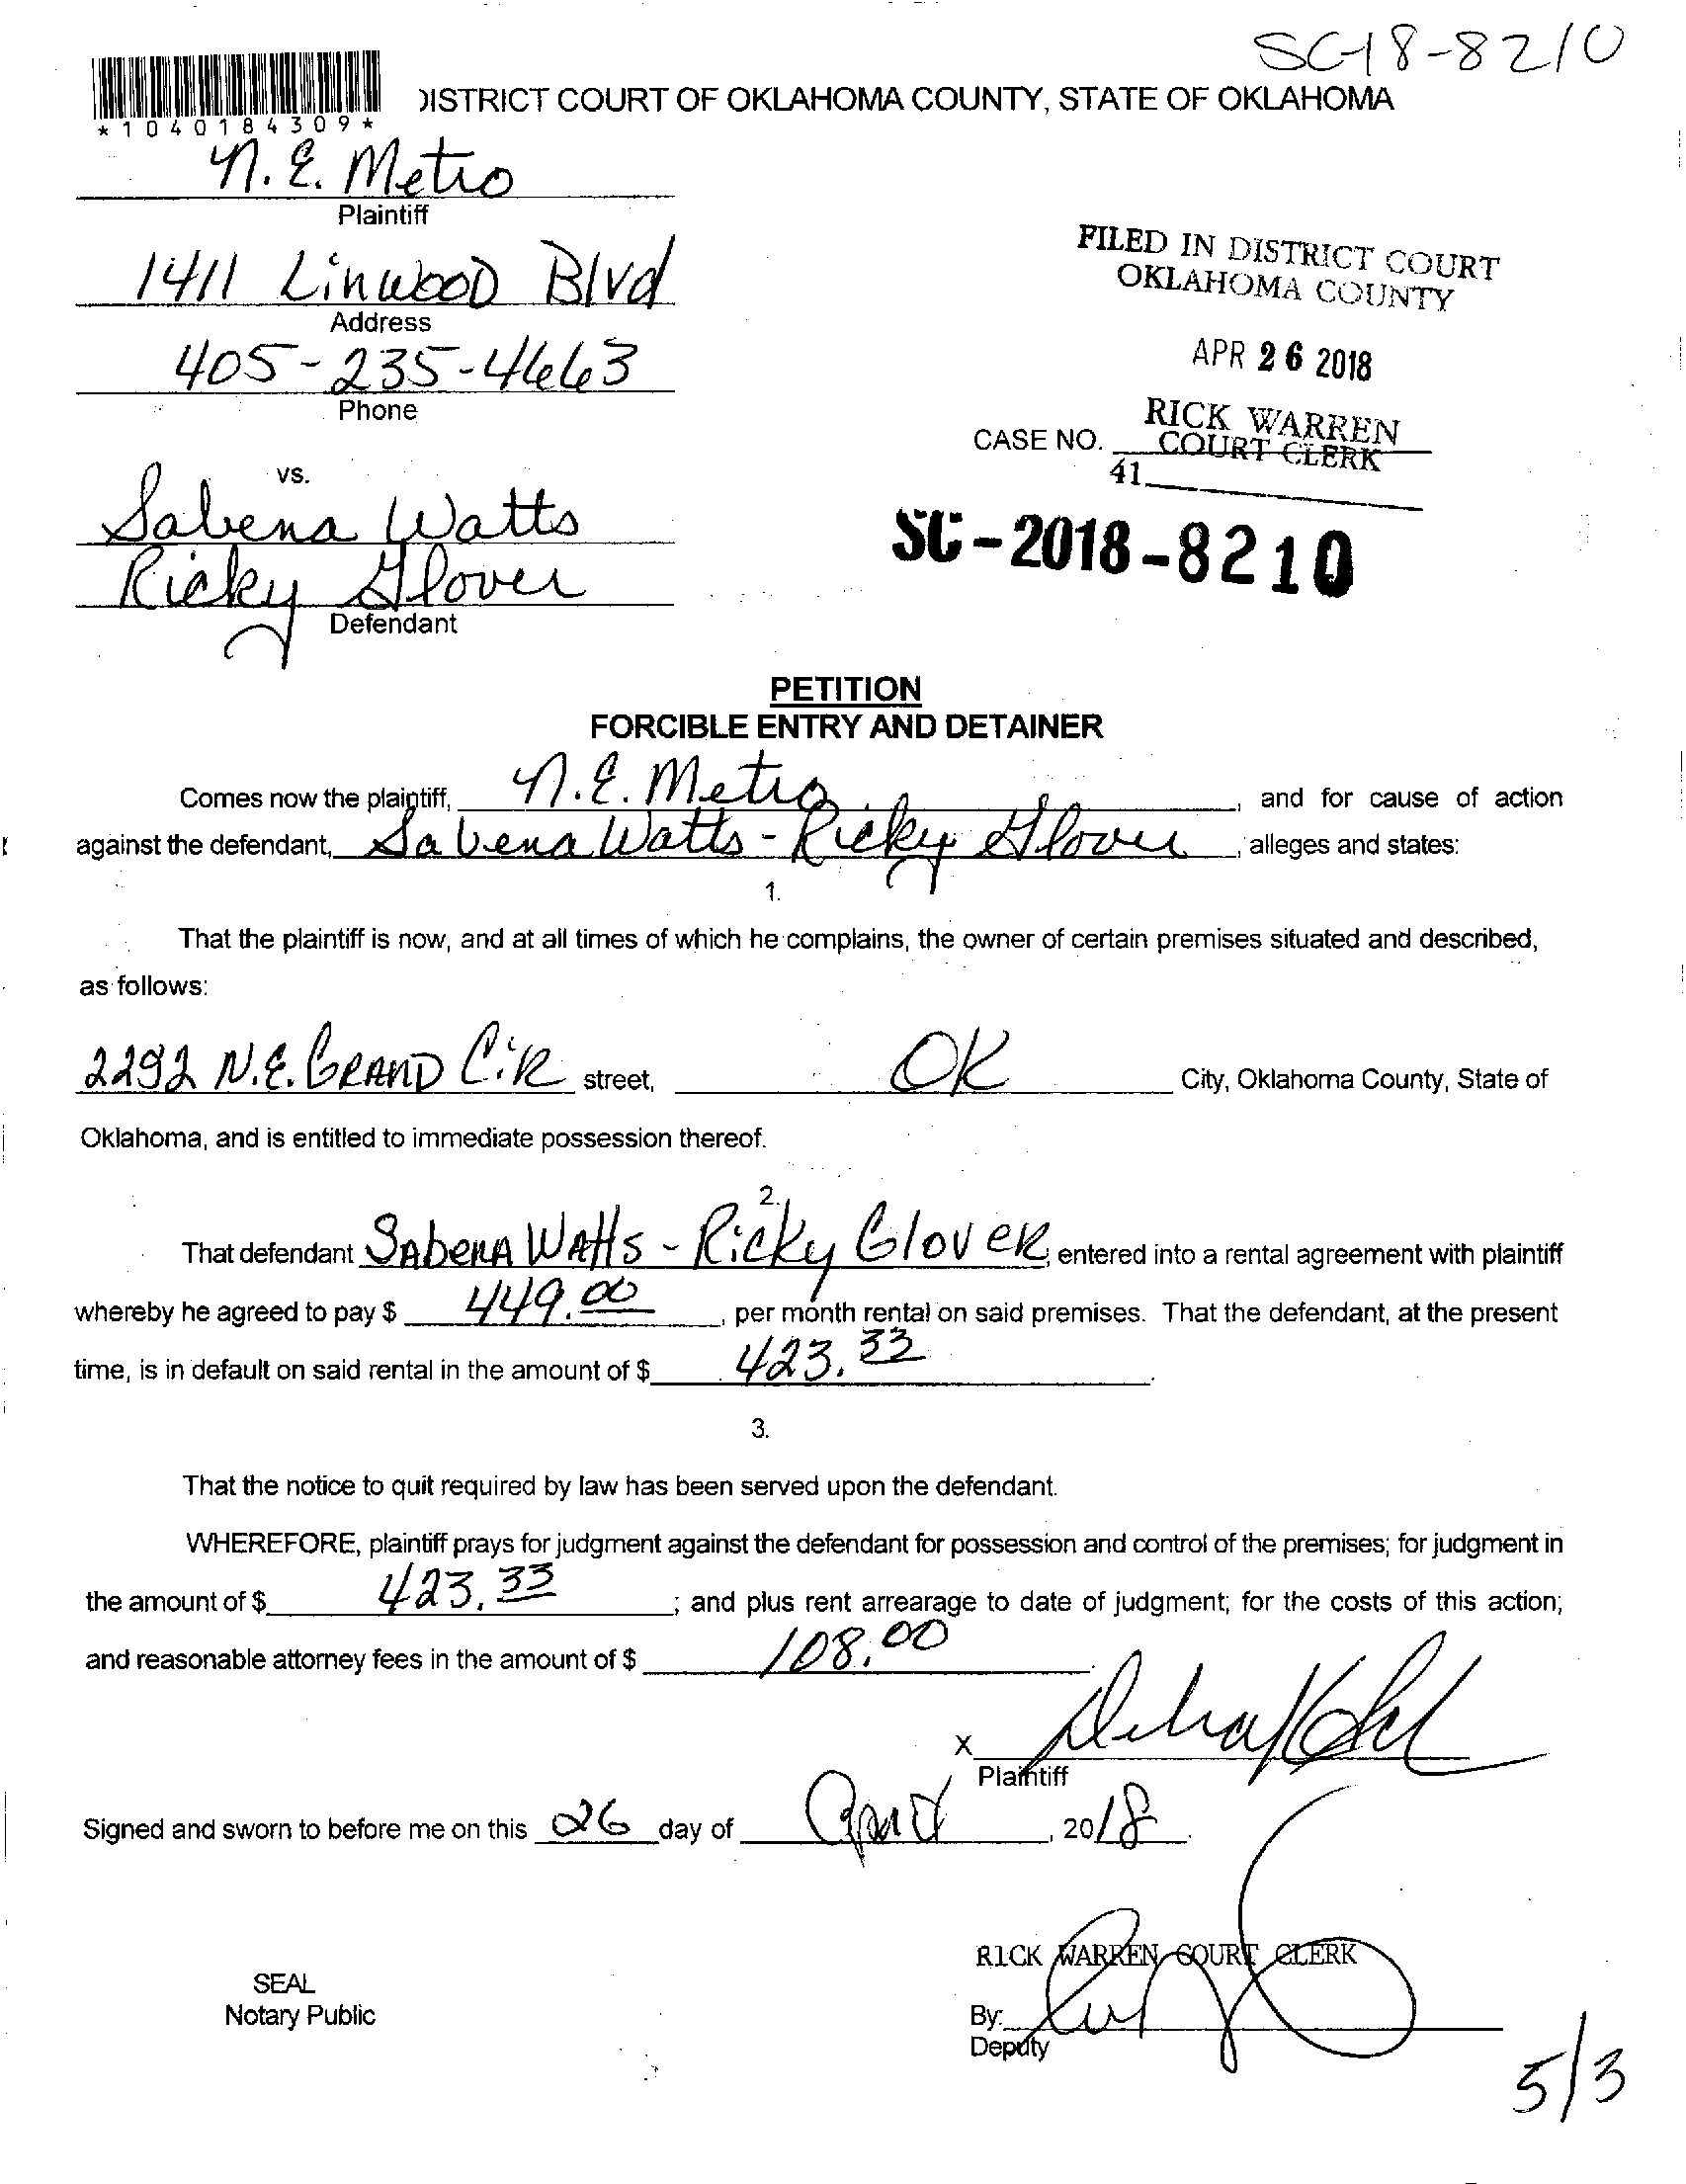 SC-18-8210
*1040184309*
DISTRICT COURT OF OKLAHOMA COUNTY, STATE OF OKLAHOMA
N.E. Metro
Plaintiff
1411 Linwood Blvd
Address
405-235-4663
Phone
FILED IN DISTRICT COURT
OKLAHOMA COUNTY
APR 26 2018
RICK WARREN
COURT CLERK
41
CASE NO.
SC-2018-8210
vs.
Sabena Watts
Ricky Glover
Defendant
PETITION
FORCIBLE ENTRY AND DETAINER
Comes now the plaintiff, N.E. Metro, and for cause of action
against the defendant, Sabena Watts - Ricky Glover, alleges and states:
1.
That the plaintiff is now, and at all times of which he complains, the owner of certain premises situated and described,
as follows:
2292 N.E. GRAND CiR street, OK City, Oklahoma County, State of
Oklahoma, and is entitled to immediate possession thereof.
2.
That defendant SAbeNA WAtts - Ricky GloveR, entered into a rental agreement with plaintiff
whereby he agreed to pay $ 449.00, per month rental on said premises. That the defendant, at the present
time, is in default on said rental in the amount of $ 423.33.
3.
That the notice to quit required by law has been served upon the defendant.
WHEREFORE, plaintiff prays for judgment against the defendant for possession and control of the premises; for judgment in
the amount of $ 423.33; and plus rent arrearage to date of judgment; for the costs of this action;
and reasonable attorney fees in the amount of $ 108.00.
X
Plaintiff
Signed and sworn to before me on this 26 day of April, 2018.
RICK WARREN COURT CLERK
SEAL
Notary Public
By:
Deputy
5/3